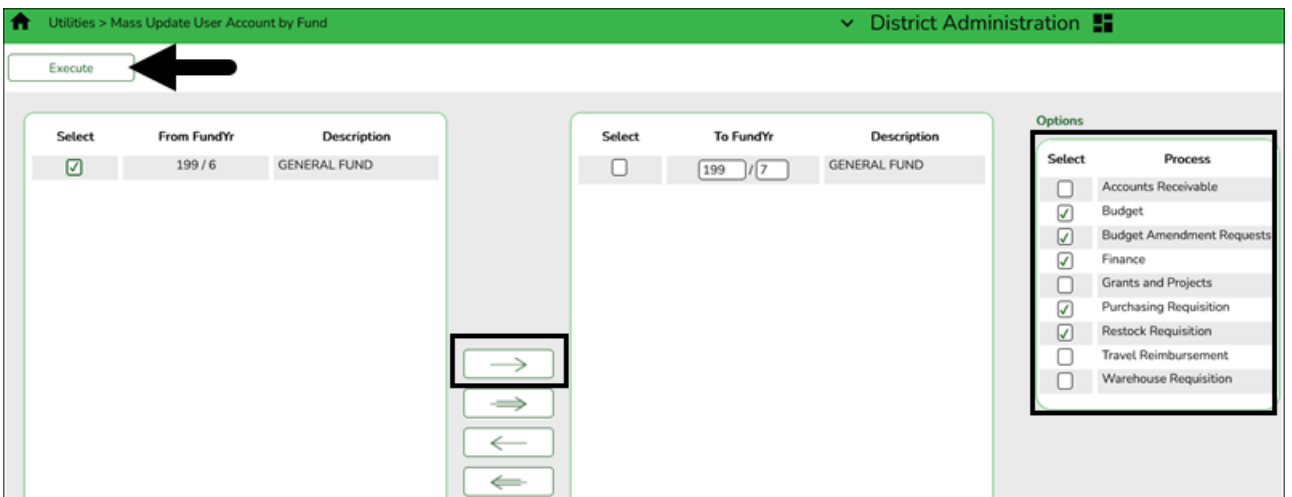 Utilities > Mass Update User Account by Fund
District Administration
Execute
Select From FundYr Description
199 / 6 GENERAL FUND
Select To FundYr Description
199 / 7 GENERAL FUND
Options
Select Process
Accounts Receivable
Budget
Budget Amendment Requests
Finance
Grants and Projects
Purchasing Requisition
Restock Requisition
Travel Reimbursement
Warehouse Requisition